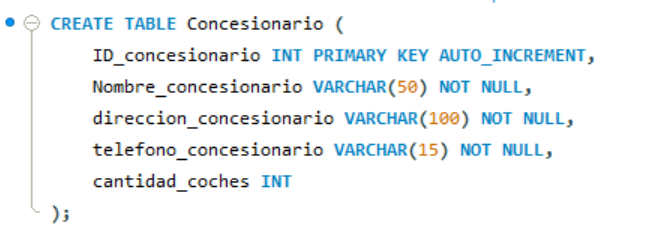 CREATE TABLE Concesionario (
ID_concesionario INT PRIMARY KEY AUTO_INCREMENT,
Nombre_concesionario VARCHAR(50) NOT NULL,
direccion_concesionario VARCHAR(100) NOT NULL,
telefono_concesionario VARCHAR(15) NOT NULL,
cantidad_coches INT
);